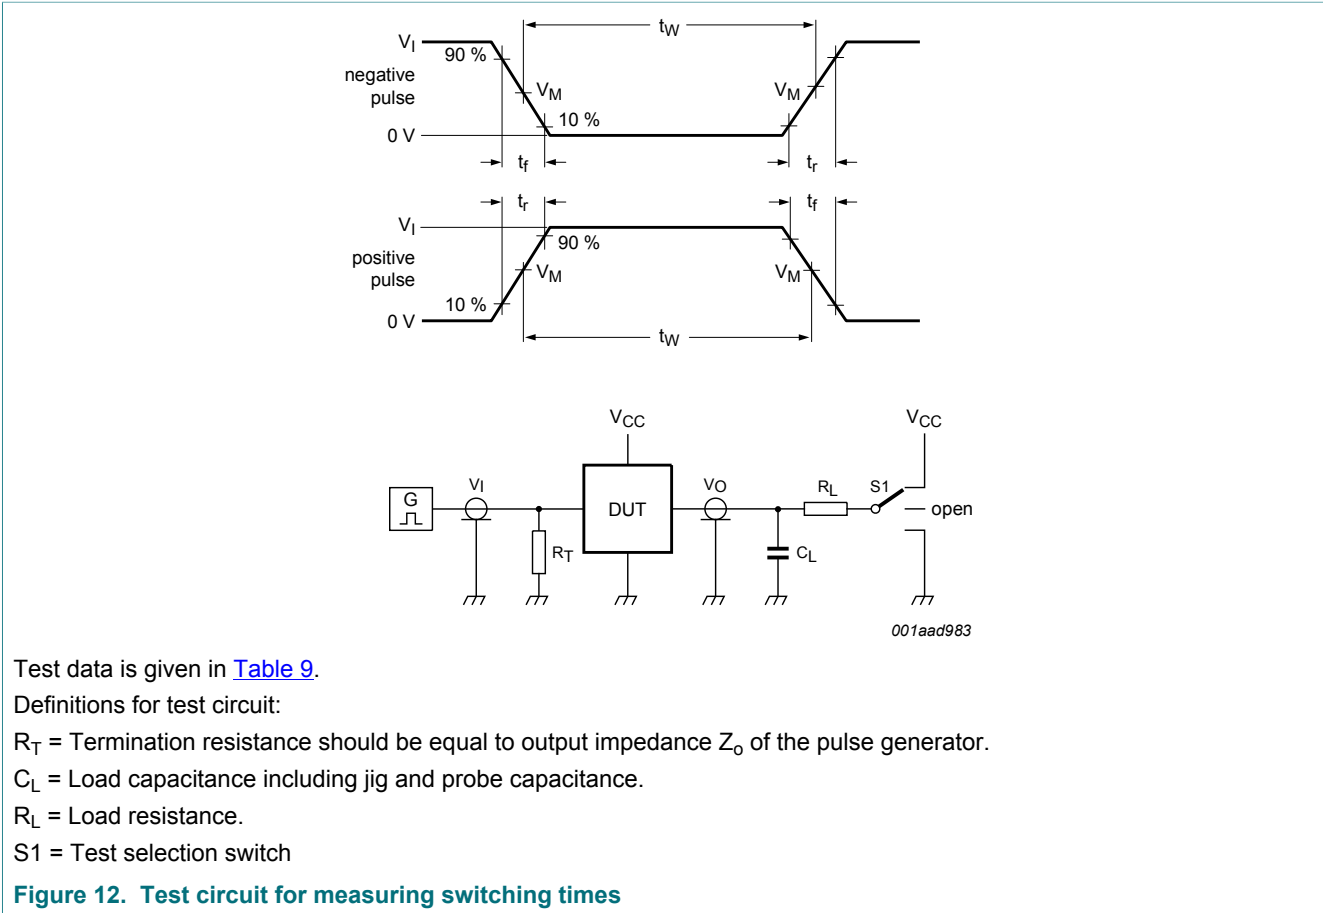 tW
VI
90 %
negative
pulse
VM
VM
10 %
0 V
tf
tr
tr
tf
VI
90 %
positive
pulse
VM
VM
10 %
0 V
tW
VCC
VCC
G
VI
DUT
VO
RL
S1
open
RT
CL
001aad983
Test data is given in Table 9.
Definitions for test circuit:
RT = Termination resistance should be equal to output impedance Zo of the pulse generator.
CL = Load capacitance including jig and probe capacitance.
RL = Load resistance.
S1 = Test selection switch
Figure 12. Test circuit for measuring switching times